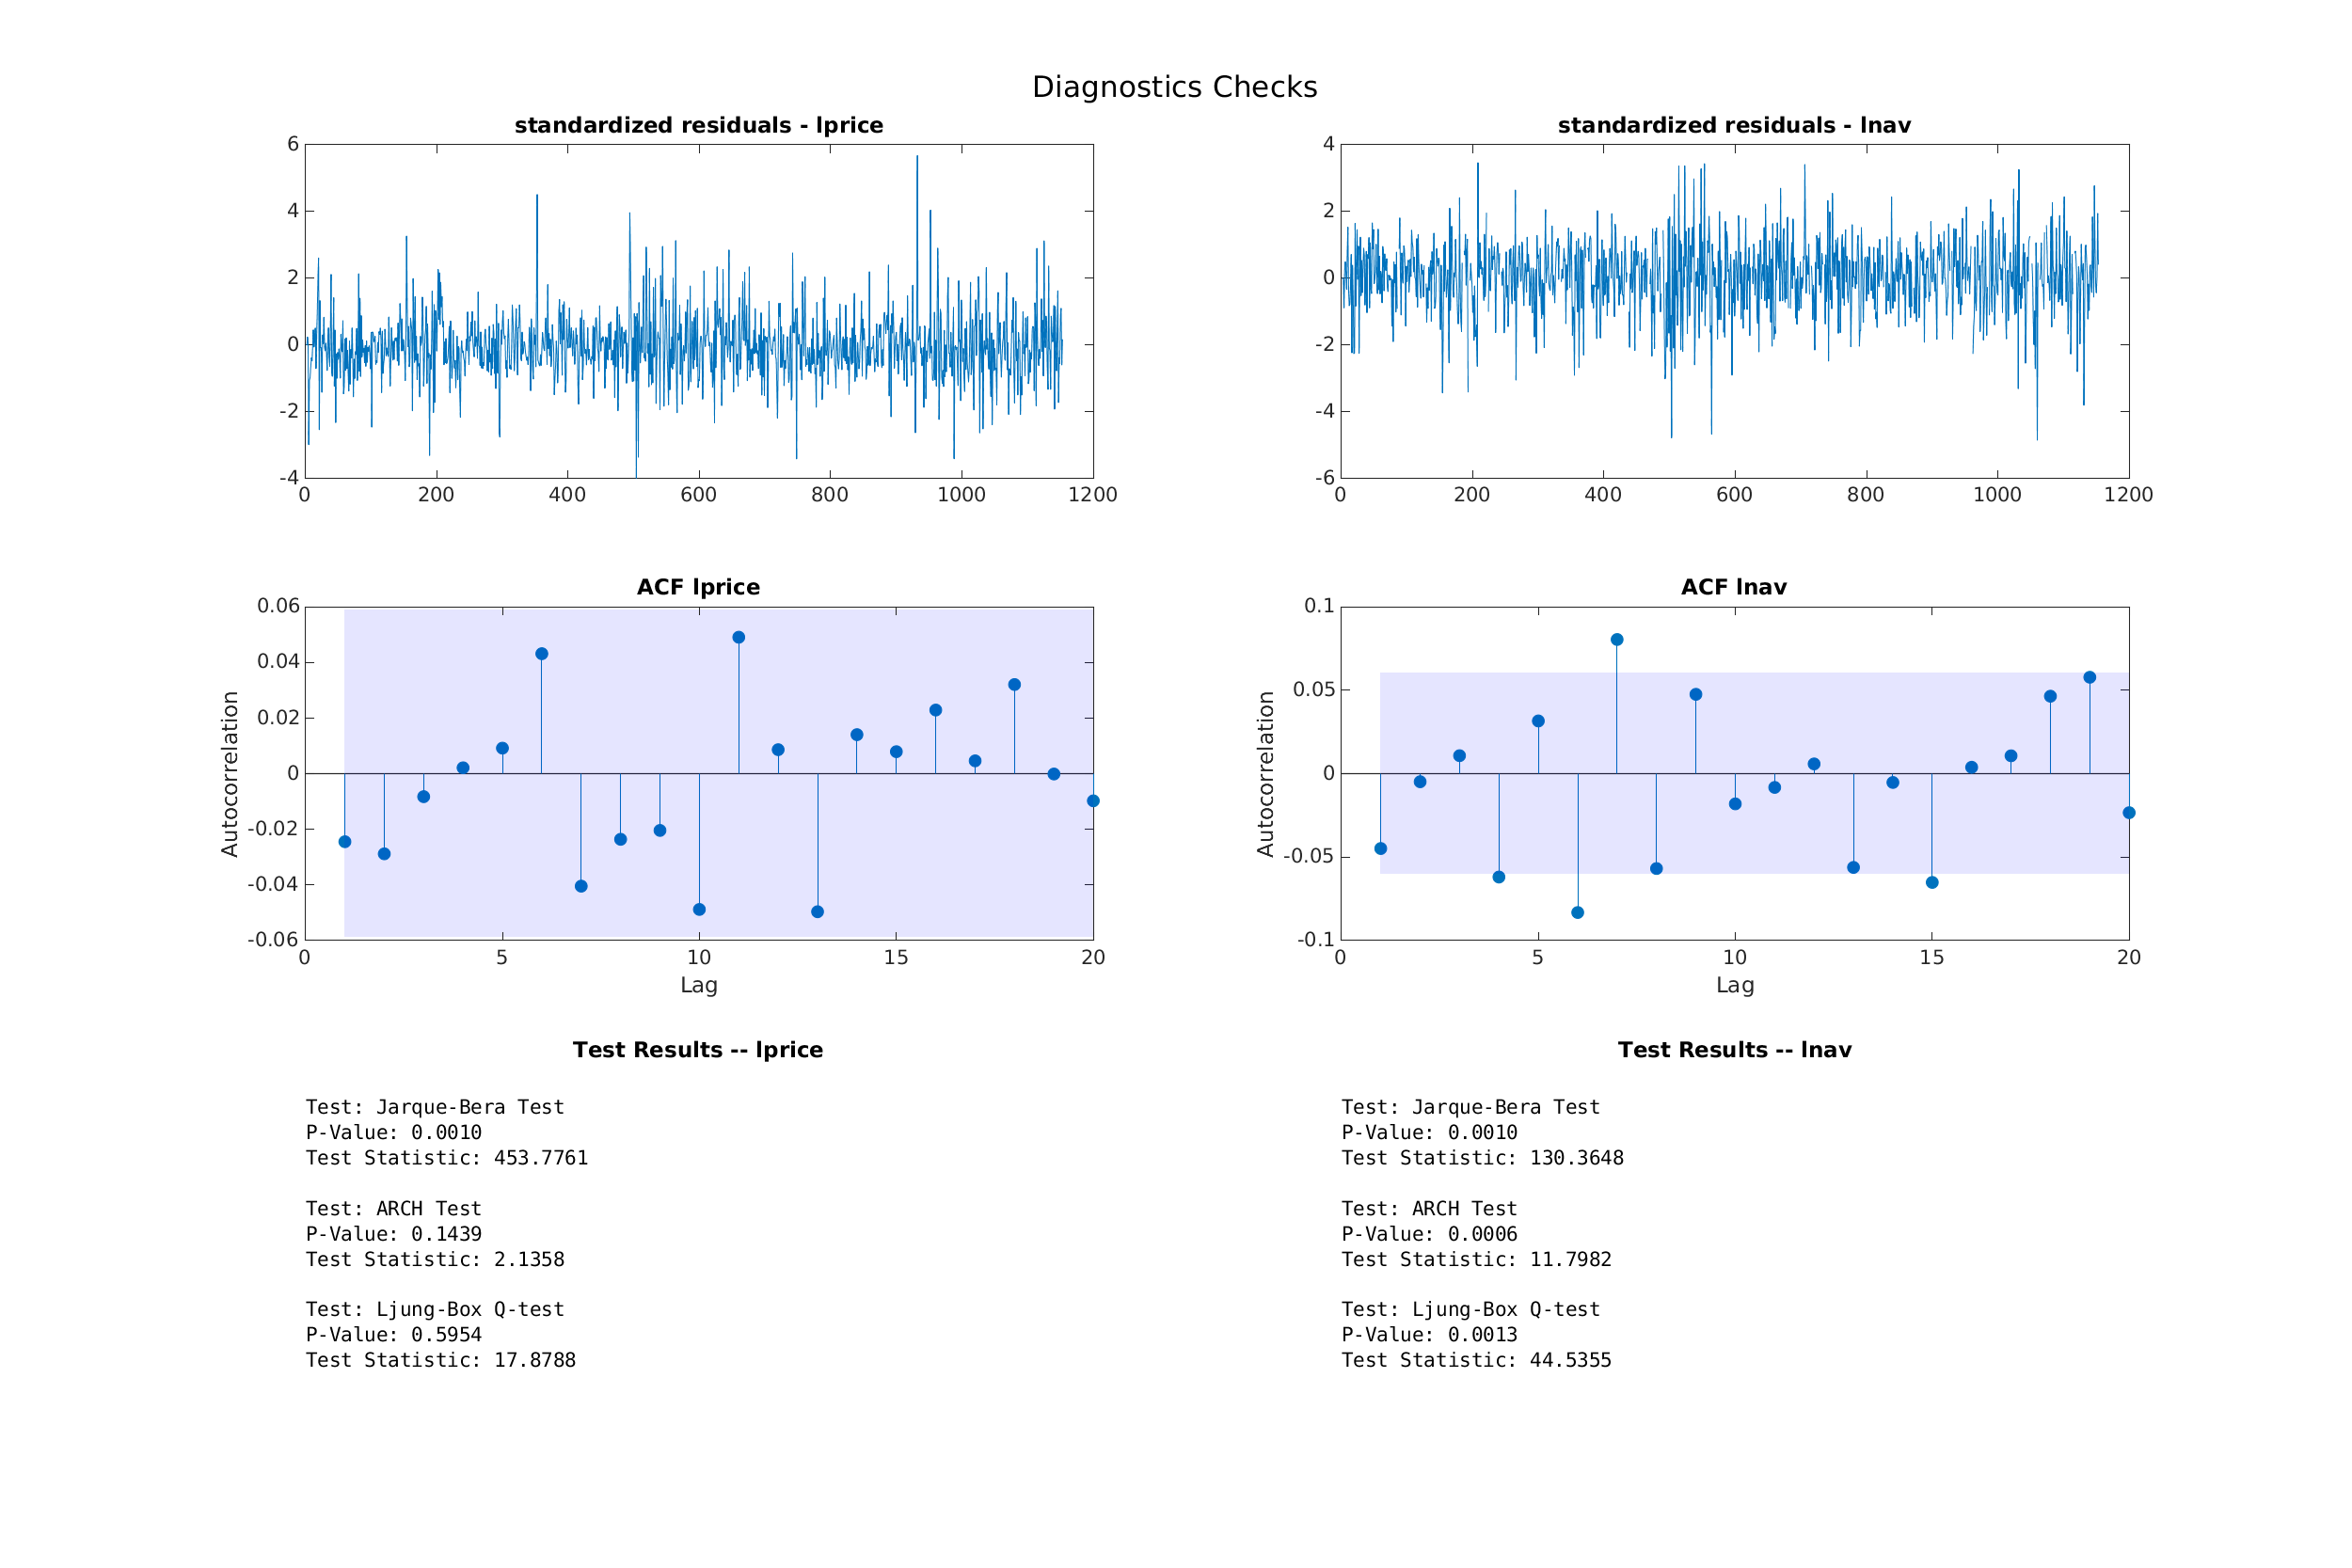 Diagnostics Checks
standardized residuals - lprice
6
4
2
0
-2
-4
0 200 400 600 800 1000 1200
standardized residuals - lnav
4
2
0
-2
-4
-6
0 200 400 600 800 1000 1200
ACF lprice
Autocorrelation
0.06
0.04
0.02
0
-0.02
-0.04
-0.06
0 5 10 15 20
Lag
ACF lnav
Autocorrelation
0.1
0.05
0
-0.05
-0.1
0 5 10 15 20
Lag
Test Results -- lprice
Test: Jarque-Bera Test
P-Value: 0.0010
Test Statistic: 453.7761
Test: ARCH Test
P-Value: 0.1439
Test Statistic: 2.1358
Test: Ljung-Box Q-test
P-Value: 0.5954
Test Statistic: 17.8788
Test Results -- lnav
Test: Jarque-Bera Test
P-Value: 0.0010
Test Statistic: 130.3648
Test: ARCH Test
P-Value: 0.0006
Test Statistic: 11.7982
Test: Ljung-Box Q-test
P-Value: 0.0013
Test Statistic: 44.5355